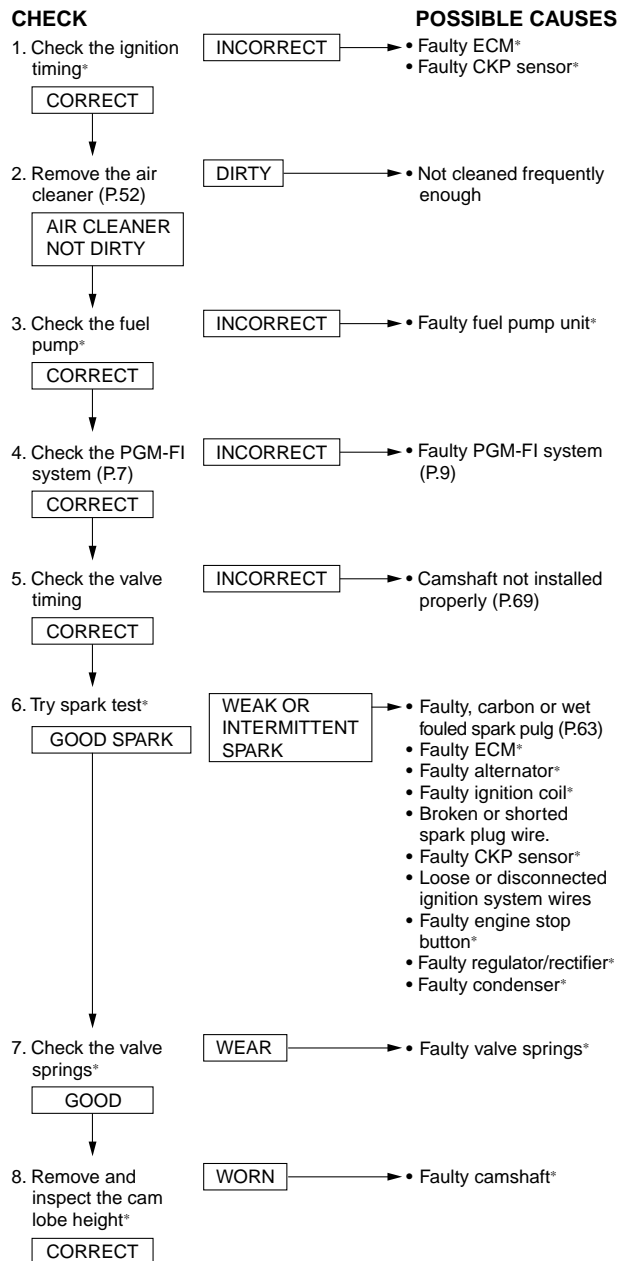 CHECK
POSSIBLE CAUSES
1. Check the ignition
timing*
INCORRECT
• Faulty ECM*
• Faulty CKP sensor*
CORRECT
2. Remove the air
cleaner (P.52)
DIRTY
• Not cleaned frequently
enough
AIR CLEANER
NOT DIRTY
3. Check the fuel
pump*
INCORRECT
• Faulty fuel pump unit*
CORRECT
4. Check the PGM-FI
system (P.7)
INCORRECT
• Faulty PGM-FI system
(P.9)
CORRECT
5. Check the valve
timing
INCORRECT
• Camshaft not installed
properly (P.69)
CORRECT
6. Try spark test*
WEAK OR
INTERMITTENT
SPARK
• Faulty, carbon or wet
fouled spark pulg (P.63)
• Faulty ECM*
• Faulty alternator*
• Faulty ignition coil*
• Broken or shorted
spark plug wire.
• Faulty CKP sensor*
• Loose or disconnected
ignition system wires
• Faulty engine stop
button*
• Faulty regulator/rectifier*
• Faulty condenser*
GOOD SPARK
7. Check the valve
springs*
WEAR
• Faulty valve springs*
GOOD
8. Remove and
inspect the cam
lobe height*
WORN
• Faulty camshaft*
CORRECT